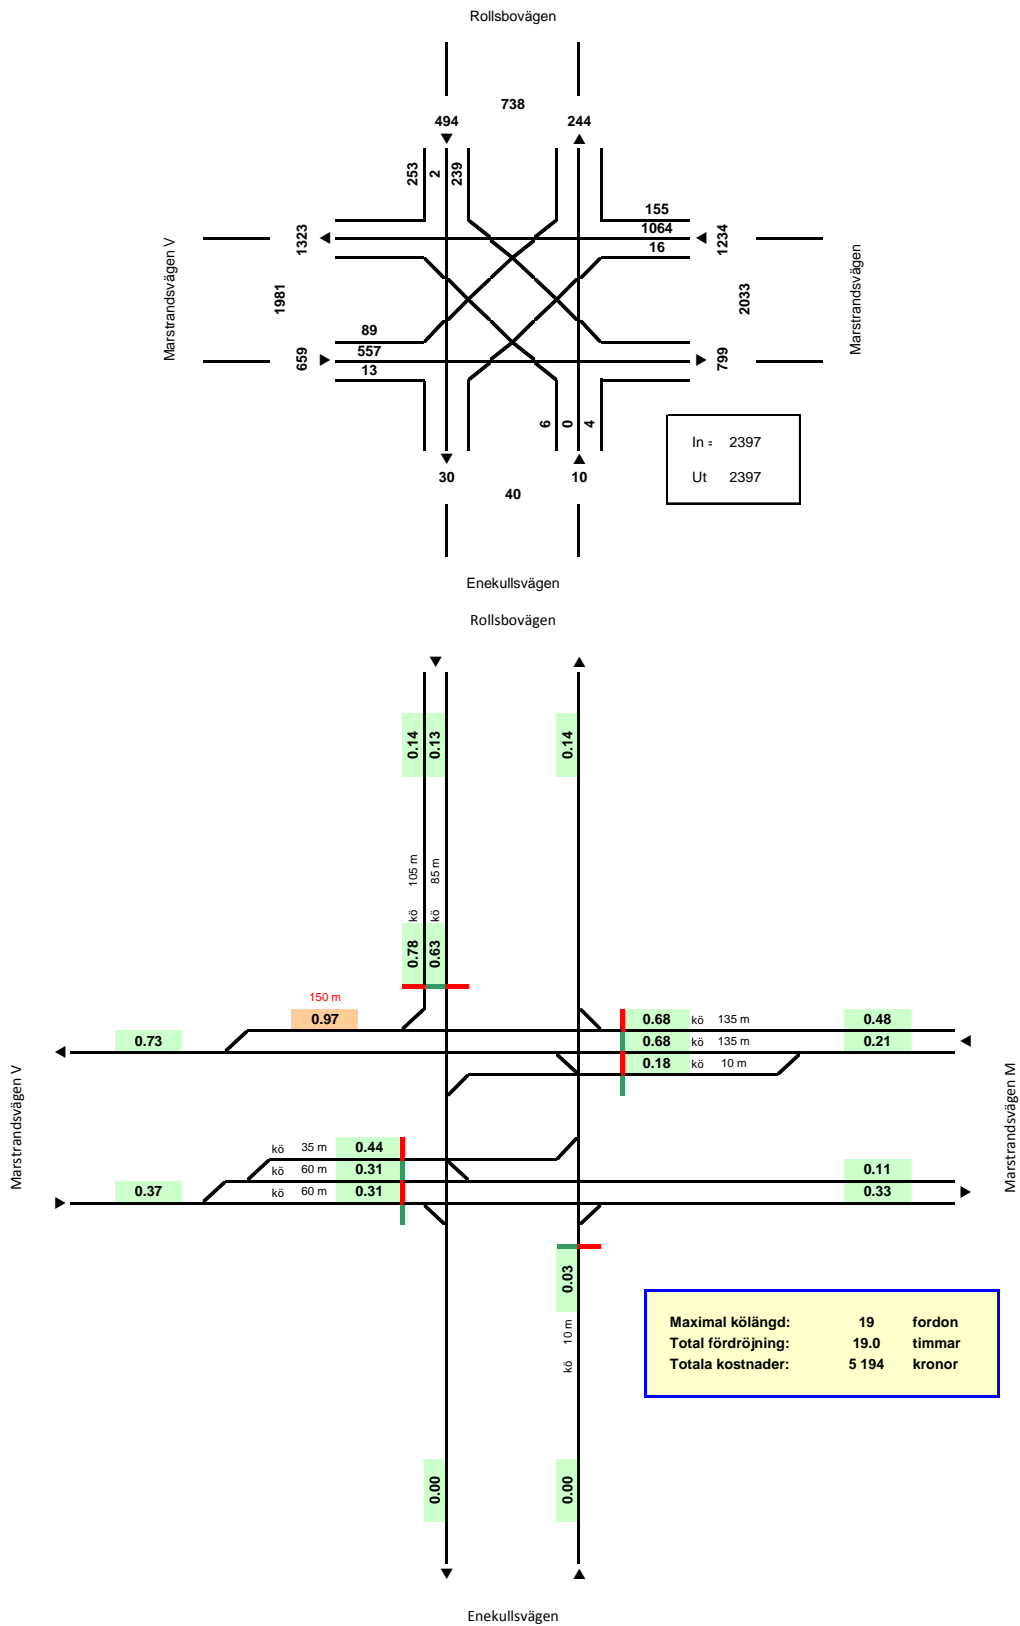 Rollsbovägen
738
494
244
253
2
239
155
1064
16
1323
1234
Marstrandsvägen V
1981
2033
Marstrandsvägen
89
557
13
659
799
6
0
4
In = 2397
Ut 2397
30
10
40
Enekullsvägen
Rollsbovägen
0.14
0.13
0.14
kö 105 m
kö 85 m
0.78
0.63
150 m
0.97
0.68 kö 135 m 0.48
0.73
0.68 kö 135 m 0.21
0.18 kö 10 m
Marstrandsvägen V
Marstrandsvägen M
kö 35 m 0.44
kö 60 m 0.31
0.11
0.37
kö 60 m 0.31
0.33
0.03
kö 10 m
Maximal kölängd: 19 fordon
Total fördröjning: 19.0 timmar
Totala kostnader: 5 194 kronor
0.00
0.00
Enekullsvägen